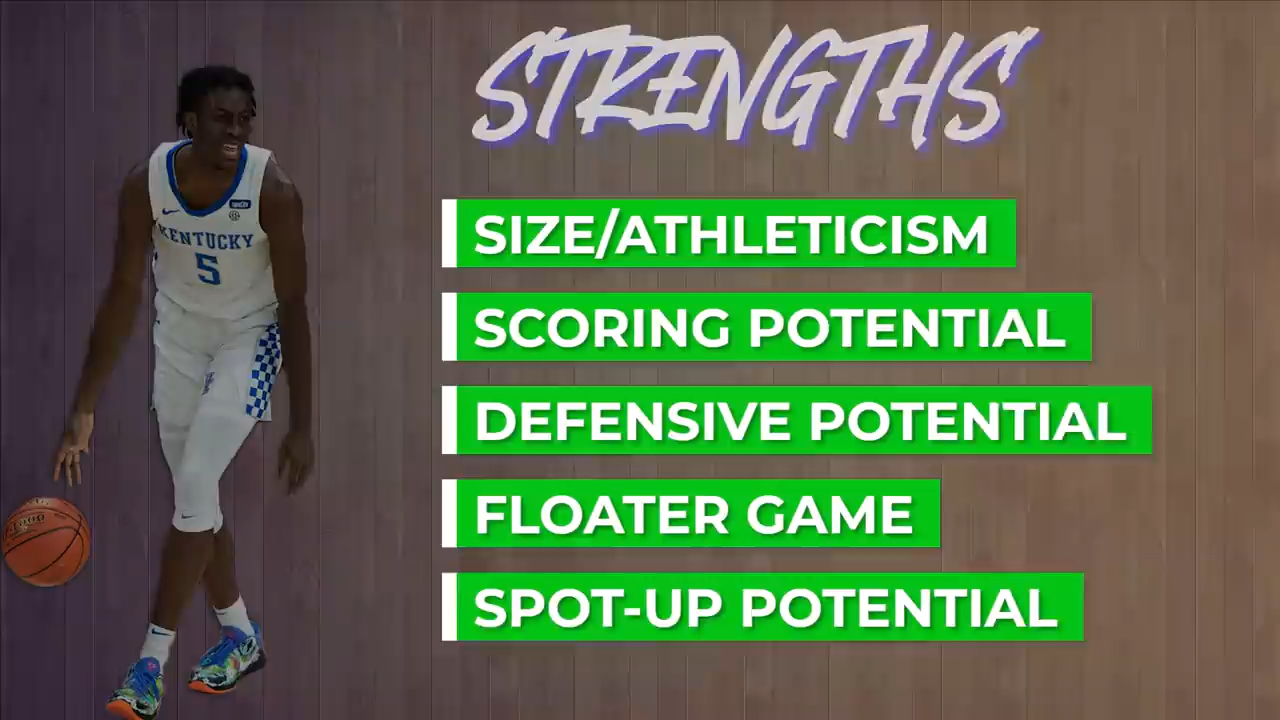 STRENGTHS
KENTUCKY
5
SIZE/ATHLETICISM
SCORING POTENTIAL
DEFENSIVE POTENTIAL
FLOATER GAME
SPOT-UP POTENTIAL